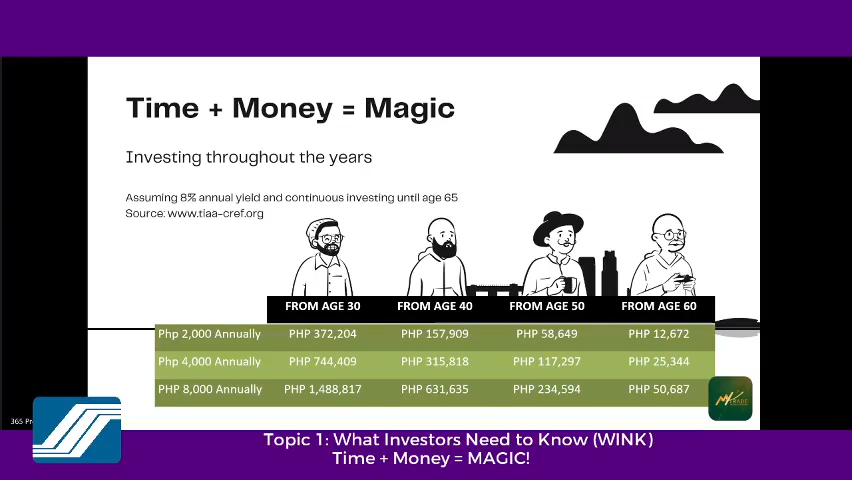 Time + Money = Magic
Investing throughout the years
Assuming 8% annual yield and continuous investing until age 65
Source: www.tiaa-cref.org
FROM AGE 30 FROM AGE 40 FROM AGE 50 FROM AGE 60
Php 2,000 Annually PHP 372,204 PHP 157,909 PHP 58,649 PHP 12,672
Php 4,000 Annually PHP 744,409 PHP 315,818 PHP 117,297 PHP 25,344
PHP 8,000 Annually PHP 1,488,817 PHP 631,635 PHP 234,594 PHP 50,687
TRADE
365 Pr
Topic 1: What Investors Need to Know (WINK)
Time + Money = MAGIC!